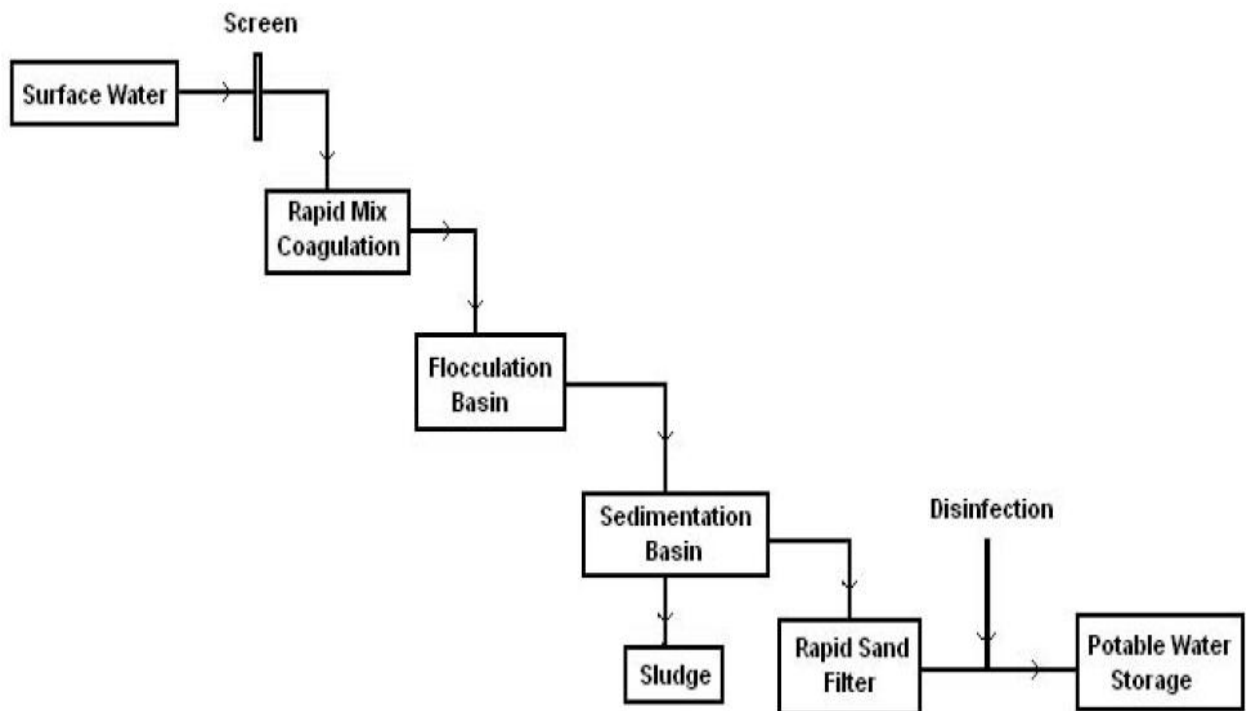 Screen
Surface Water
Rapid Mix
Coagulation
Flocculation
Basin
Sedimentation
Basin
Disinfection
Sludge
Rapid Sand
Filter
Potable Water
Storage